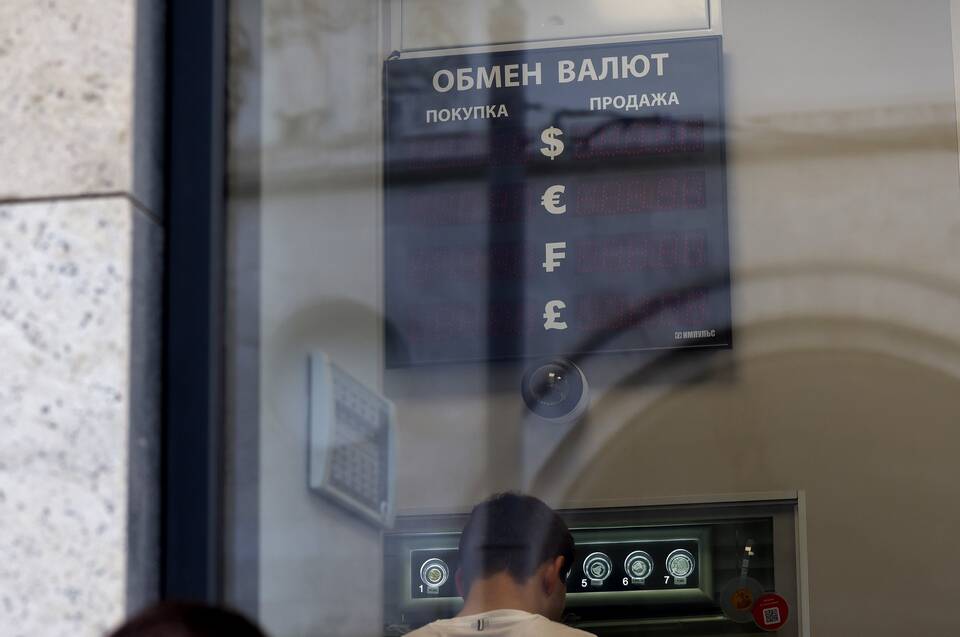 ОБМЕН ВАЛЮТ
ПОКУПКА ПРОДАЖА
$
€
₣
£
ИМПУЛЬС
1 5 6 7